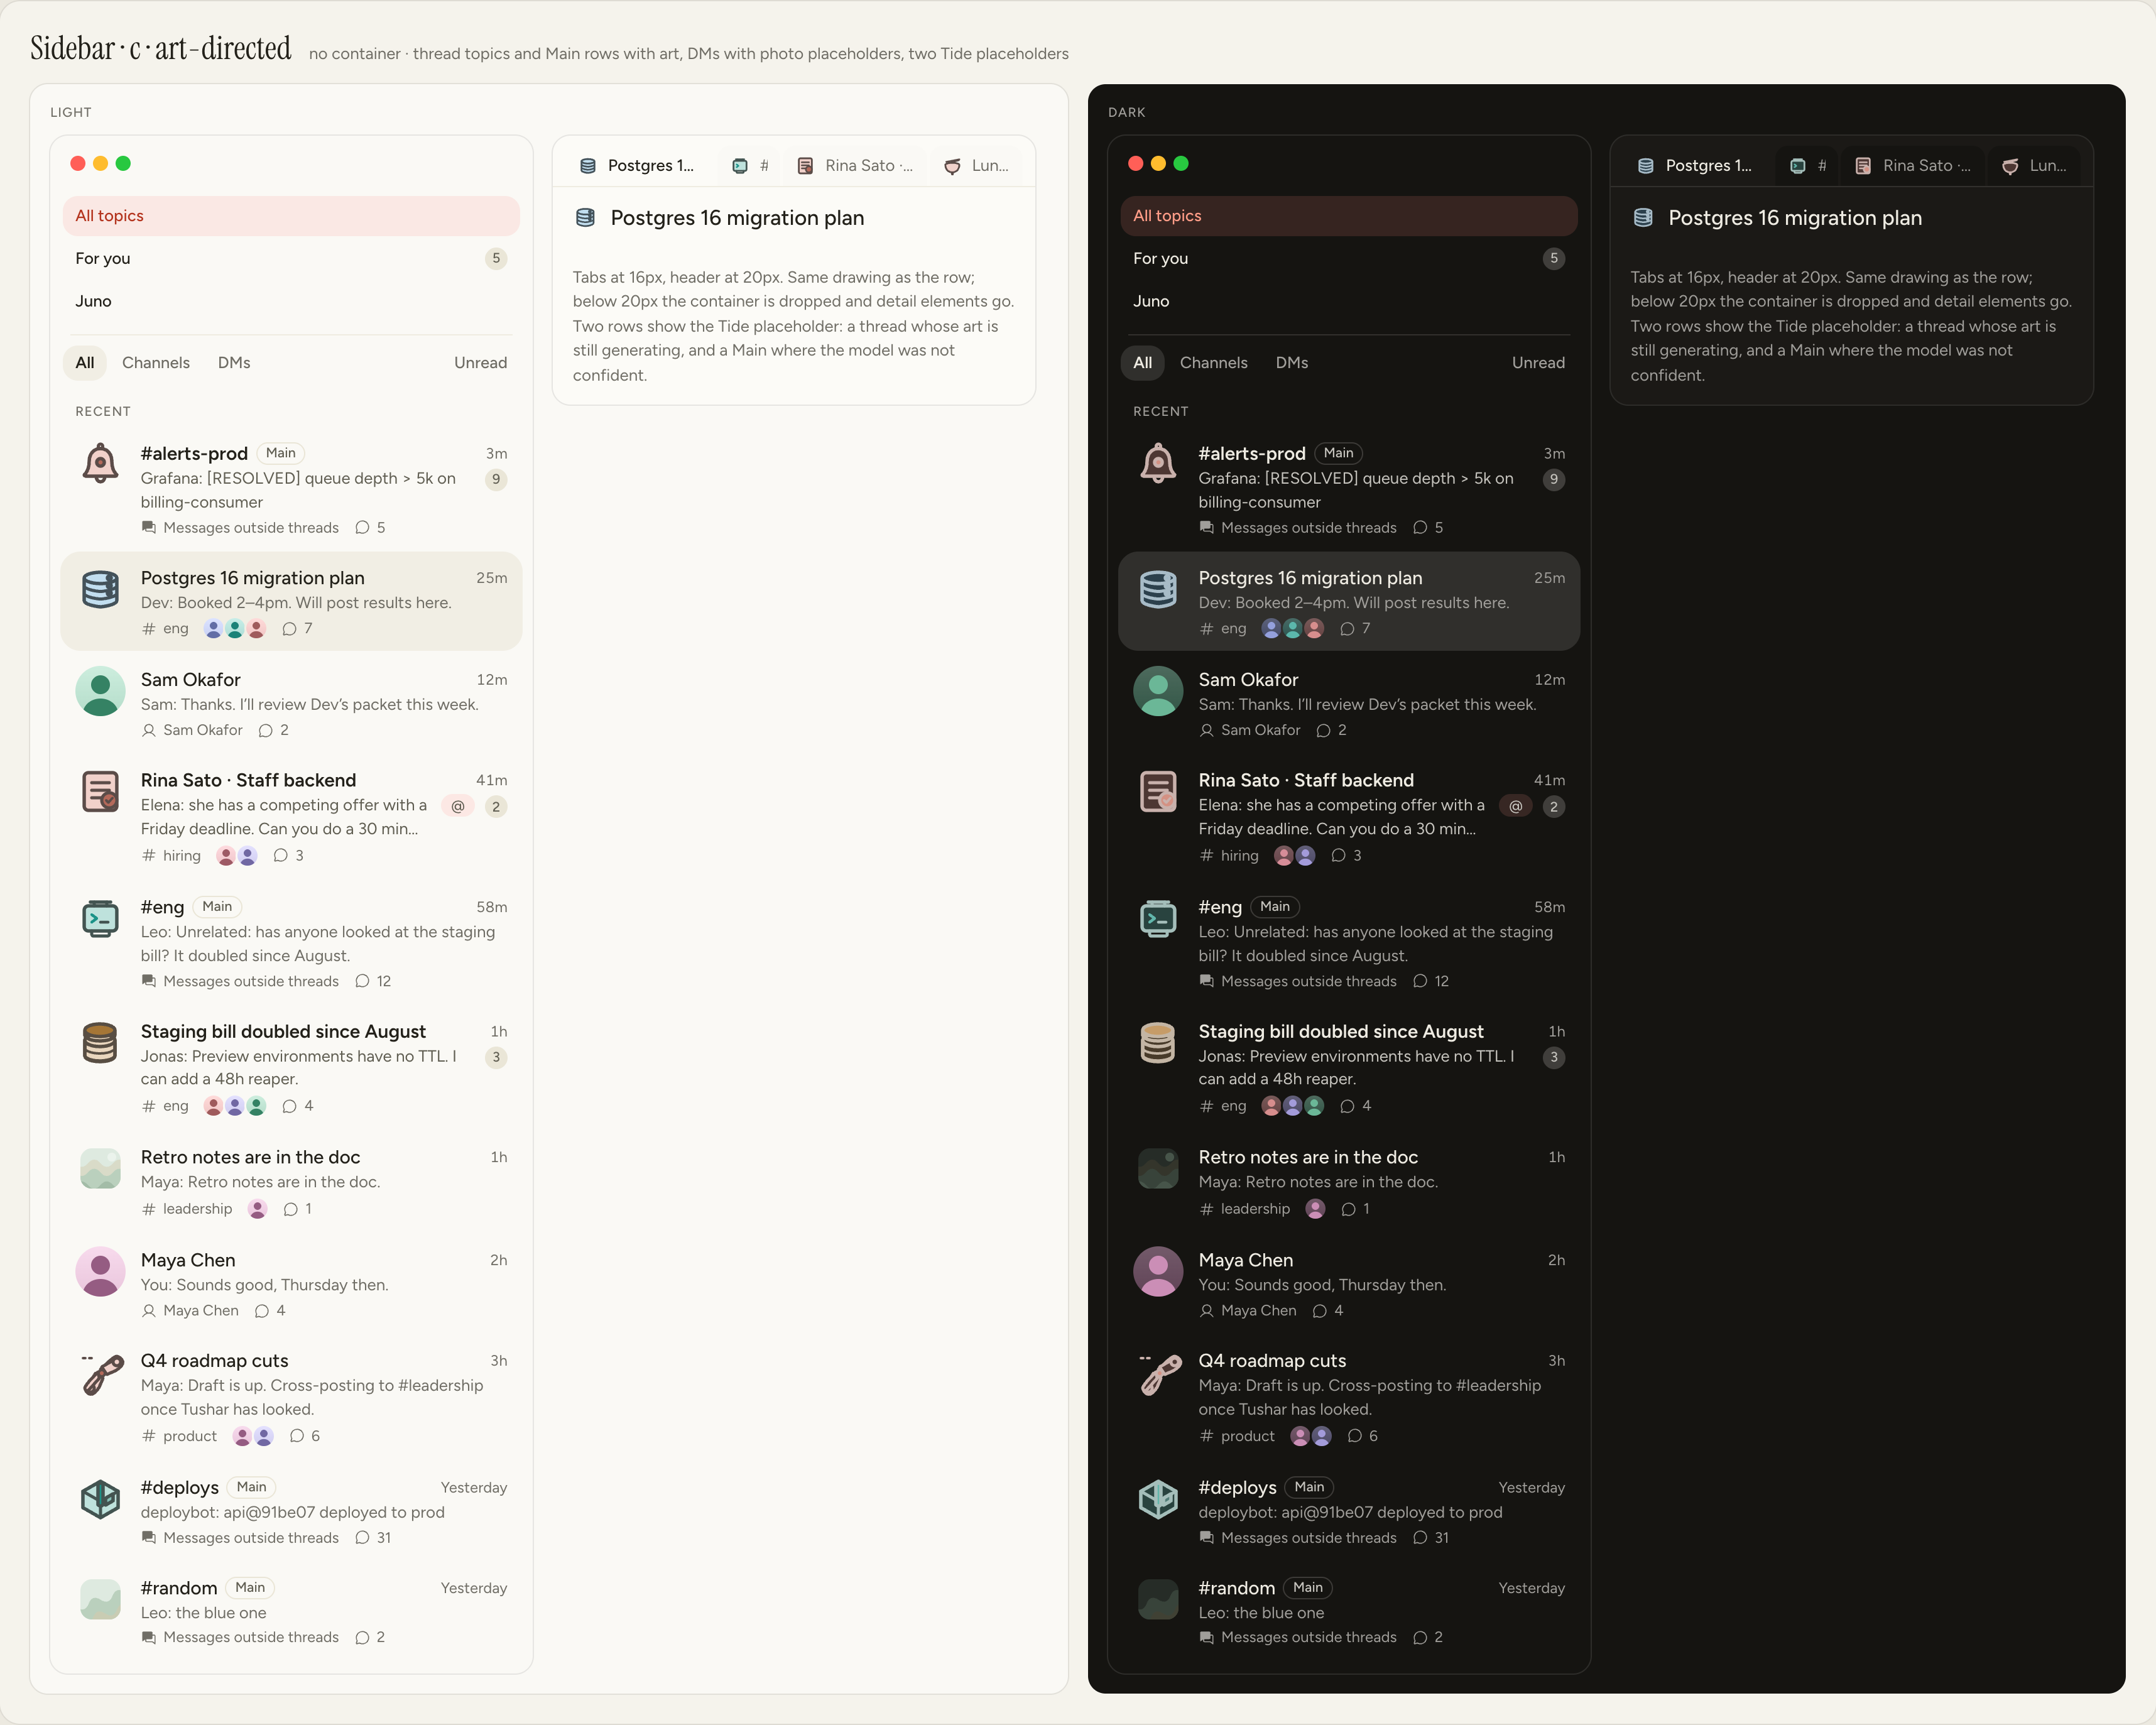 Sidebar · c · art-directed
no container · thread topics and Main rows with art, DMs with photo placeholders, two Tide placeholders
LIGHT
All topics
For you 5
Juno
All Channels DMs Unread
RECENT
#alerts-prod Main 3m
Grafana: [RESOLVED] queue depth > 5k on 9
billing-consumer
Messages outside threads 5
Postgres 16 migration plan 25m
Dev: Booked 2–4pm. Will post results here.
# eng 7
Sam Okafor 12m
Sam: Thanks. I’ll review Dev’s packet this week.
Sam Okafor 2
Rina Sato · Staff backend 41m
Elena: she has a competing offer with a @ 2
Friday deadline. Can you do a 30 min…
# hiring 3
#eng Main 58m
Leo: Unrelated: has anyone looked at the staging
bill? It doubled since August.
Messages outside threads 12
Staging bill doubled since August 1h
Jonas: Preview environments have no TTL. I 3
can add a 48h reaper.
# eng 4
Retro notes are in the doc 1h
Maya: Retro notes are in the doc.
# leadership 1
Maya Chen 2h
You: Sounds good, Thursday then.
Maya Chen 4
Q4 roadmap cuts 3h
Maya: Draft is up. Cross-posting to #leadership
once Tushar has looked.
# product 6
#deploys Main Yesterday
deploybot: api@91be07 deployed to prod
Messages outside threads 31
#random Main Yesterday
Leo: the blue one
Messages outside threads 2
Postgres 1… # Rina Sato ·… Lun…
Postgres 16 migration plan
Tabs at 16px, header at 20px. Same drawing as the row;
below 20px the container is dropped and detail elements go.
Two rows show the Tide placeholder: a thread whose art is
still generating, and a Main where the model was not
confident.
DARK
All topics
For you 5
Juno
All Channels DMs Unread
RECENT
#alerts-prod Main 3m
Grafana: [RESOLVED] queue depth > 5k on 9
billing-consumer
Messages outside threads 5
Postgres 16 migration plan 25m
Dev: Booked 2–4pm. Will post results here.
# eng 7
Sam Okafor 12m
Sam: Thanks. I’ll review Dev’s packet this week.
Sam Okafor 2
Rina Sato · Staff backend 41m
Elena: she has a competing offer with a @ 2
Friday deadline. Can you do a 30 min…
# hiring 3
#eng Main 58m
Leo: Unrelated: has anyone looked at the staging
bill? It doubled since August.
Messages outside threads 12
Staging bill doubled since August 1h
Jonas: Preview environments have no TTL. I 3
can add a 48h reaper.
# eng 4
Retro notes are in the doc 1h
Maya: Retro notes are in the doc.
# leadership 1
Maya Chen 2h
You: Sounds good, Thursday then.
Maya Chen 4
Q4 roadmap cuts 3h
Maya: Draft is up. Cross-posting to #leadership
once Tushar has looked.
# product 6
#deploys Main Yesterday
deploybot: api@91be07 deployed to prod
Messages outside threads 31
#random Main Yesterday
Leo: the blue one
Messages outside threads 2
Postgres 1… # Rina Sato ·… Lun…
Postgres 16 migration plan
Tabs at 16px, header at 20px. Same drawing as the row;
below 20px the container is dropped and detail elements go.
Two rows show the Tide placeholder: a thread whose art is
still generating, and a Main where the model was not
confident.